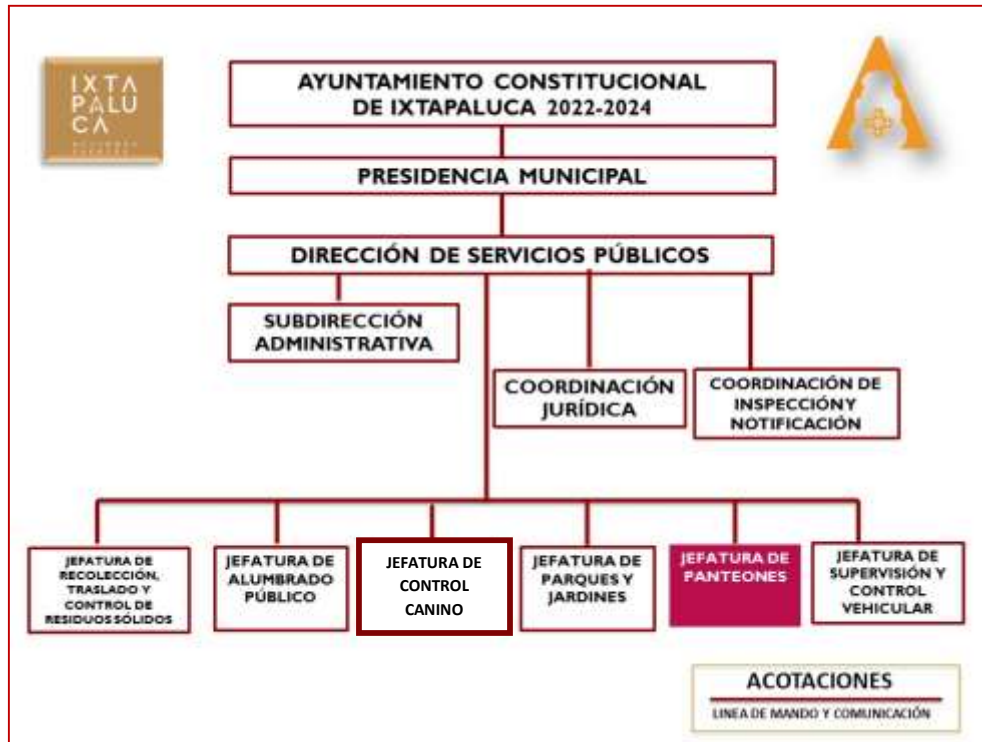 IXTA
PALU
CA
AYUNTAMIENTO CONSTITUCIONAL
DE IXTAPALUCA 2022-2024
PRESIDENCIA MUNICIPAL
DIRECCIÓN DE SERVICIOS PÚBLICOS
SUBDIRECCIÓN
ADMINISTRATIVA
COORDINACIÓN
JURÍDICA
COORDINACIÓN DE
INSPECCIÓN Y
NOTIFICACIÓN
JEFATURA DE
RECOLECCIÓN,
TRASLADO Y
CONTROL DE
RESIDUOS SÓLIDOS
JEFATURA DE
ALUMBRADO
PÚBLICO
JEFATURA DE
CONTROL
CANINO
JEFATURA DE
PARQUES Y
JARDINES
JEFATURA DE
PANTEONES
JEFATURA DE
SUPERVISIÓN Y
CONTROL
VEHICULAR
ACOTACIONES
LINEA DE MANDO Y COMUNICACIÓN